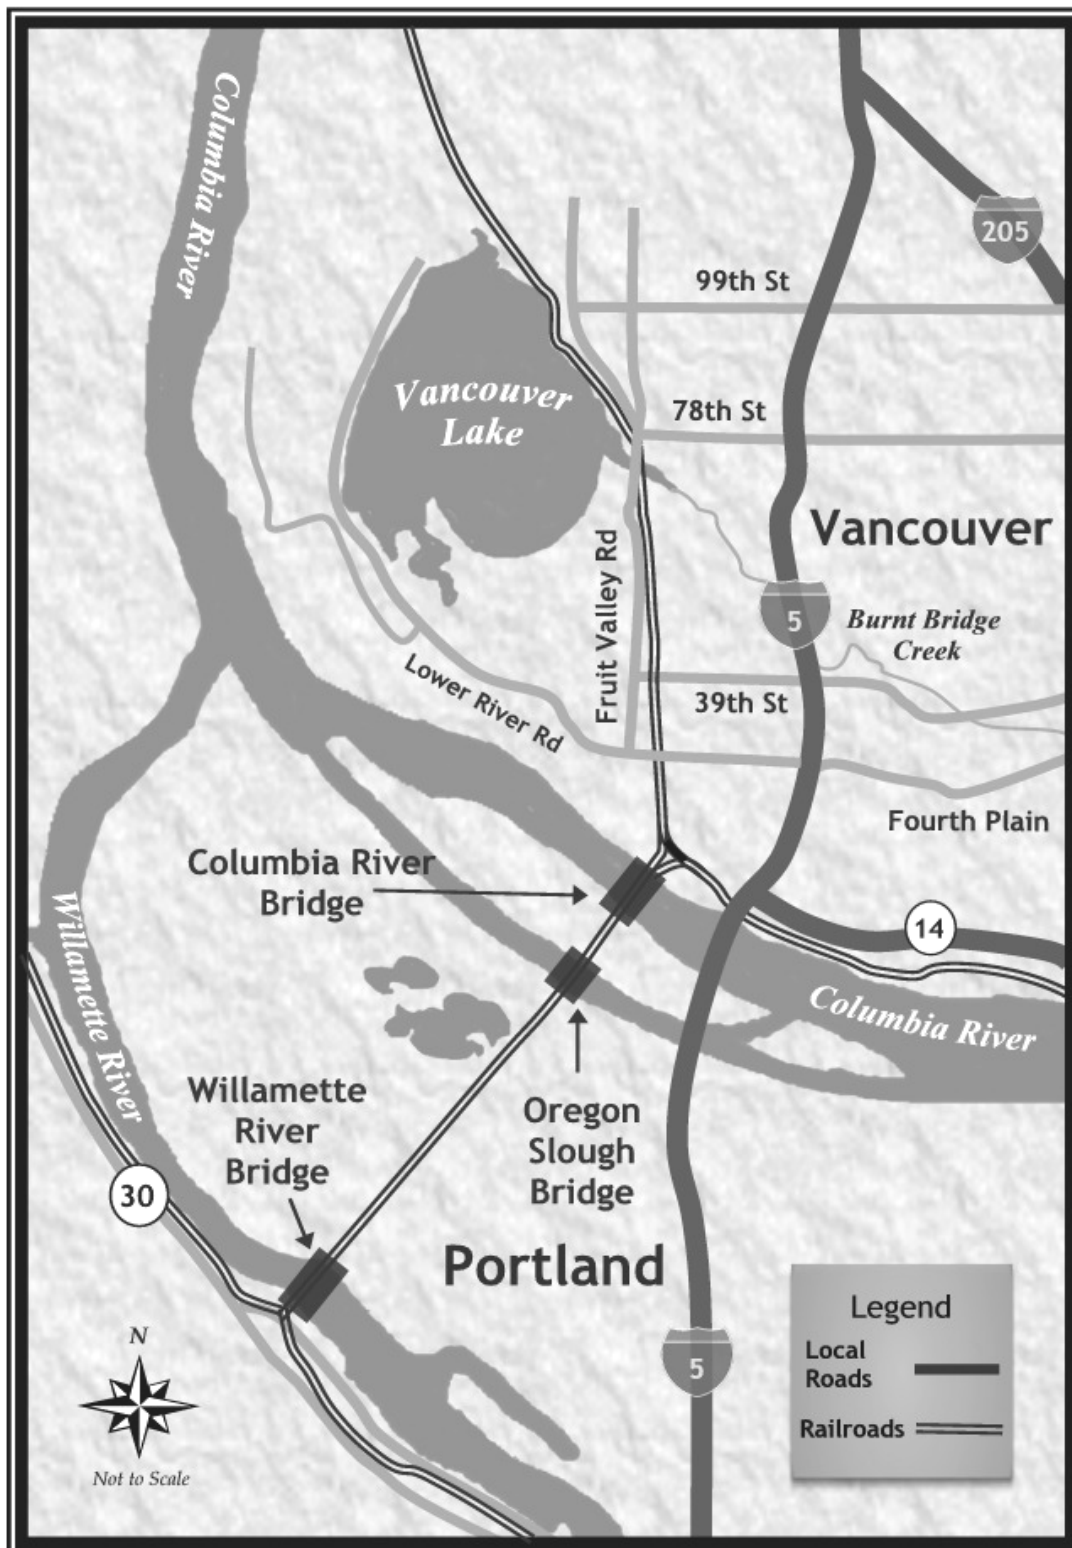 Columbia River
205
99th St
Vancouver
Lake
78th St
Vancouver
Fruit Valley Rd
5
Burnt Bridge
Creek
Lower River Rd
39th St
Fourth Plain
Columbia River
Bridge
14
Willamette River
Columbia River
Willamette
River
Bridge
Oregon
Slough
Bridge
30
Portland
Legend
Local
Roads
Railroads
5
N
Not to Scale